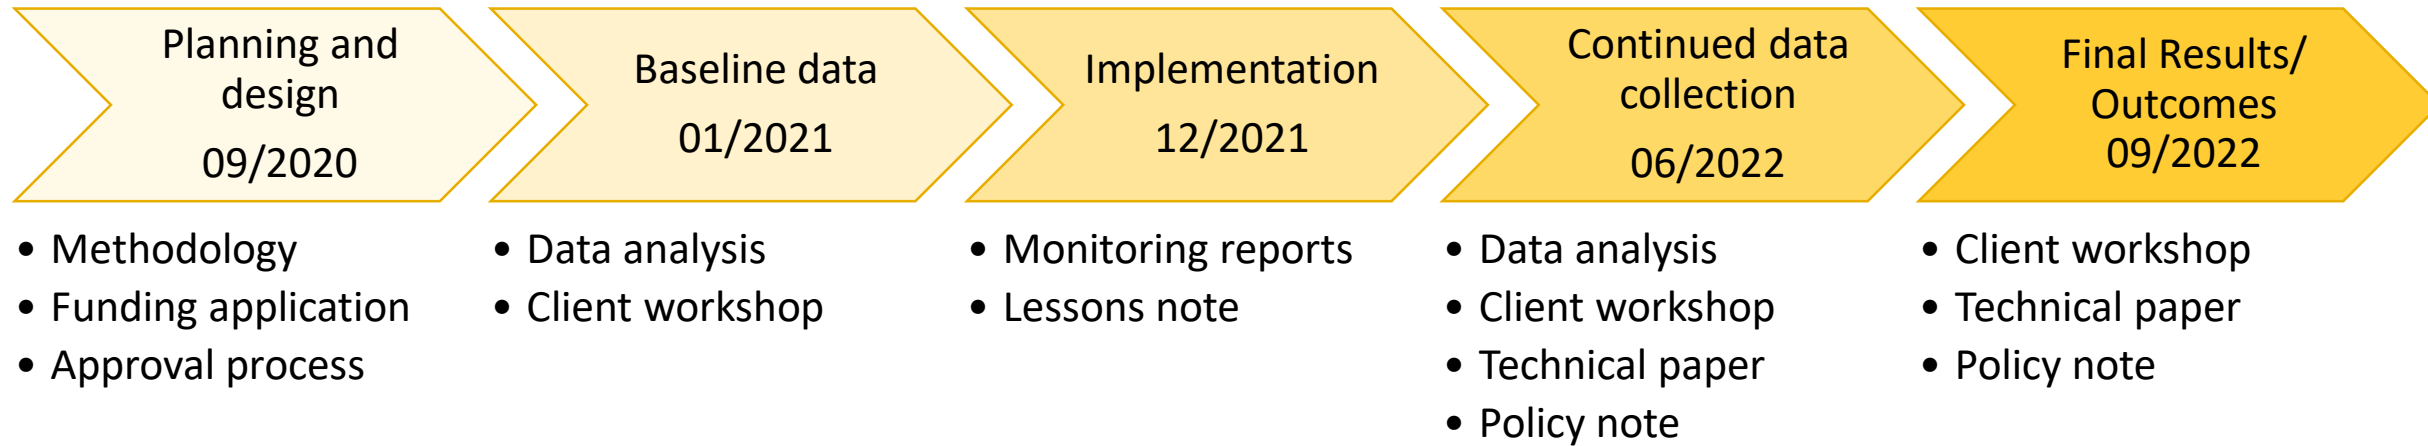 Planning and
design
09/2020
Baseline data
01/2021
Implementation
12/2021
Continued data
collection
06/2022
Final Results/
Outcomes
09/2022
• Methodology
• Funding application
• Approval process
• Data analysis
• Client workshop
• Monitoring reports
• Lessons note
• Data analysis
• Client workshop
• Technical paper
• Policy note
• Client workshop
• Technical paper
• Policy note